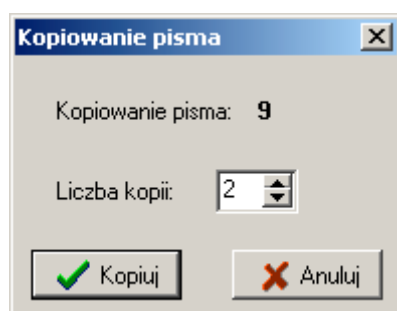 Kopiowanie pisma
Kopiowanie pisma: 9
Liczba kopii: 2
Kopiuj Anuluj